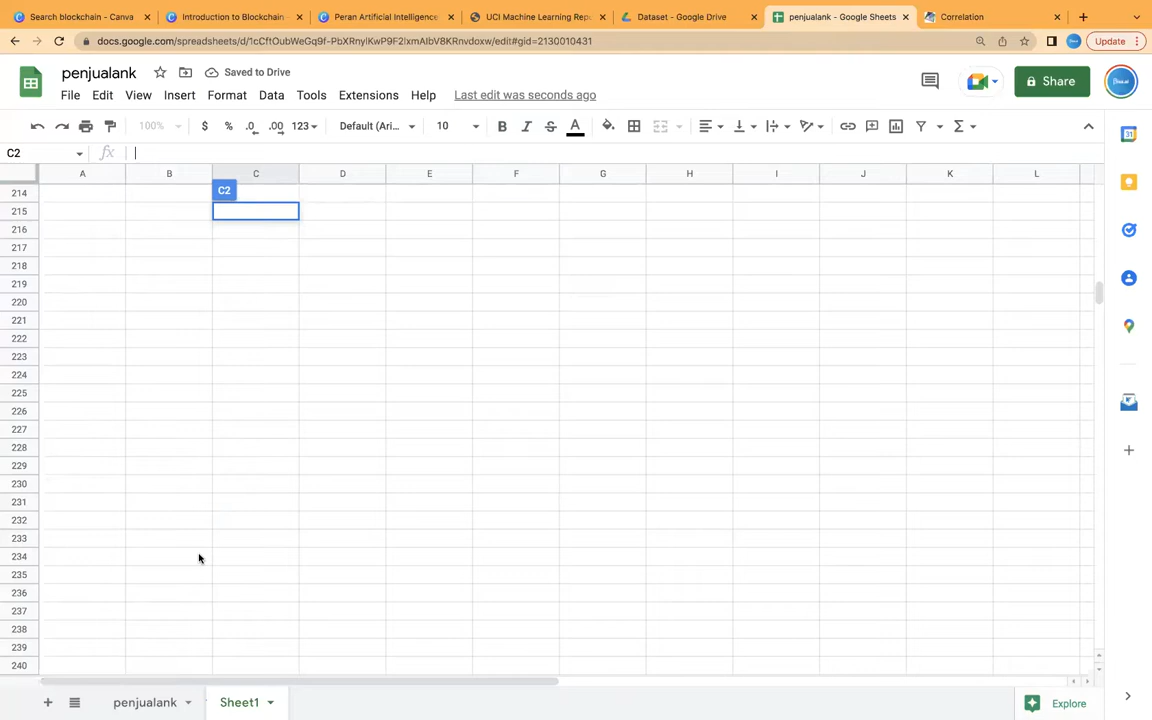 Search blockchain - Canva
Introduction to Blockchain -
Peran Artificial Intelligence
UCI Machine Learning Rep
Dataset - Google Drive
penjualank - Google Sheets
Correlation
docs.google.com/spreadsheets/d/1cCftOubWeGq9f-PbXRnylKwP9F2lxmAlbV8KRnvdoxw/edit#gid=2130010431
Update
penjualank
Saved to Drive
File Edit View Insert Format Data Tools Extensions Help
Last edit was seconds ago
Share
100% $ % .0 .00 123 Default (Ari... 10 B I S A
C2
fx
A B C D E F G H I J K L
C2
214
215
216
217
218
219
220
221
222
223
224
225
226
227
228
229
230
231
232
233
234
235
236
237
238
239
240
penjualank
Sheet1
Explore